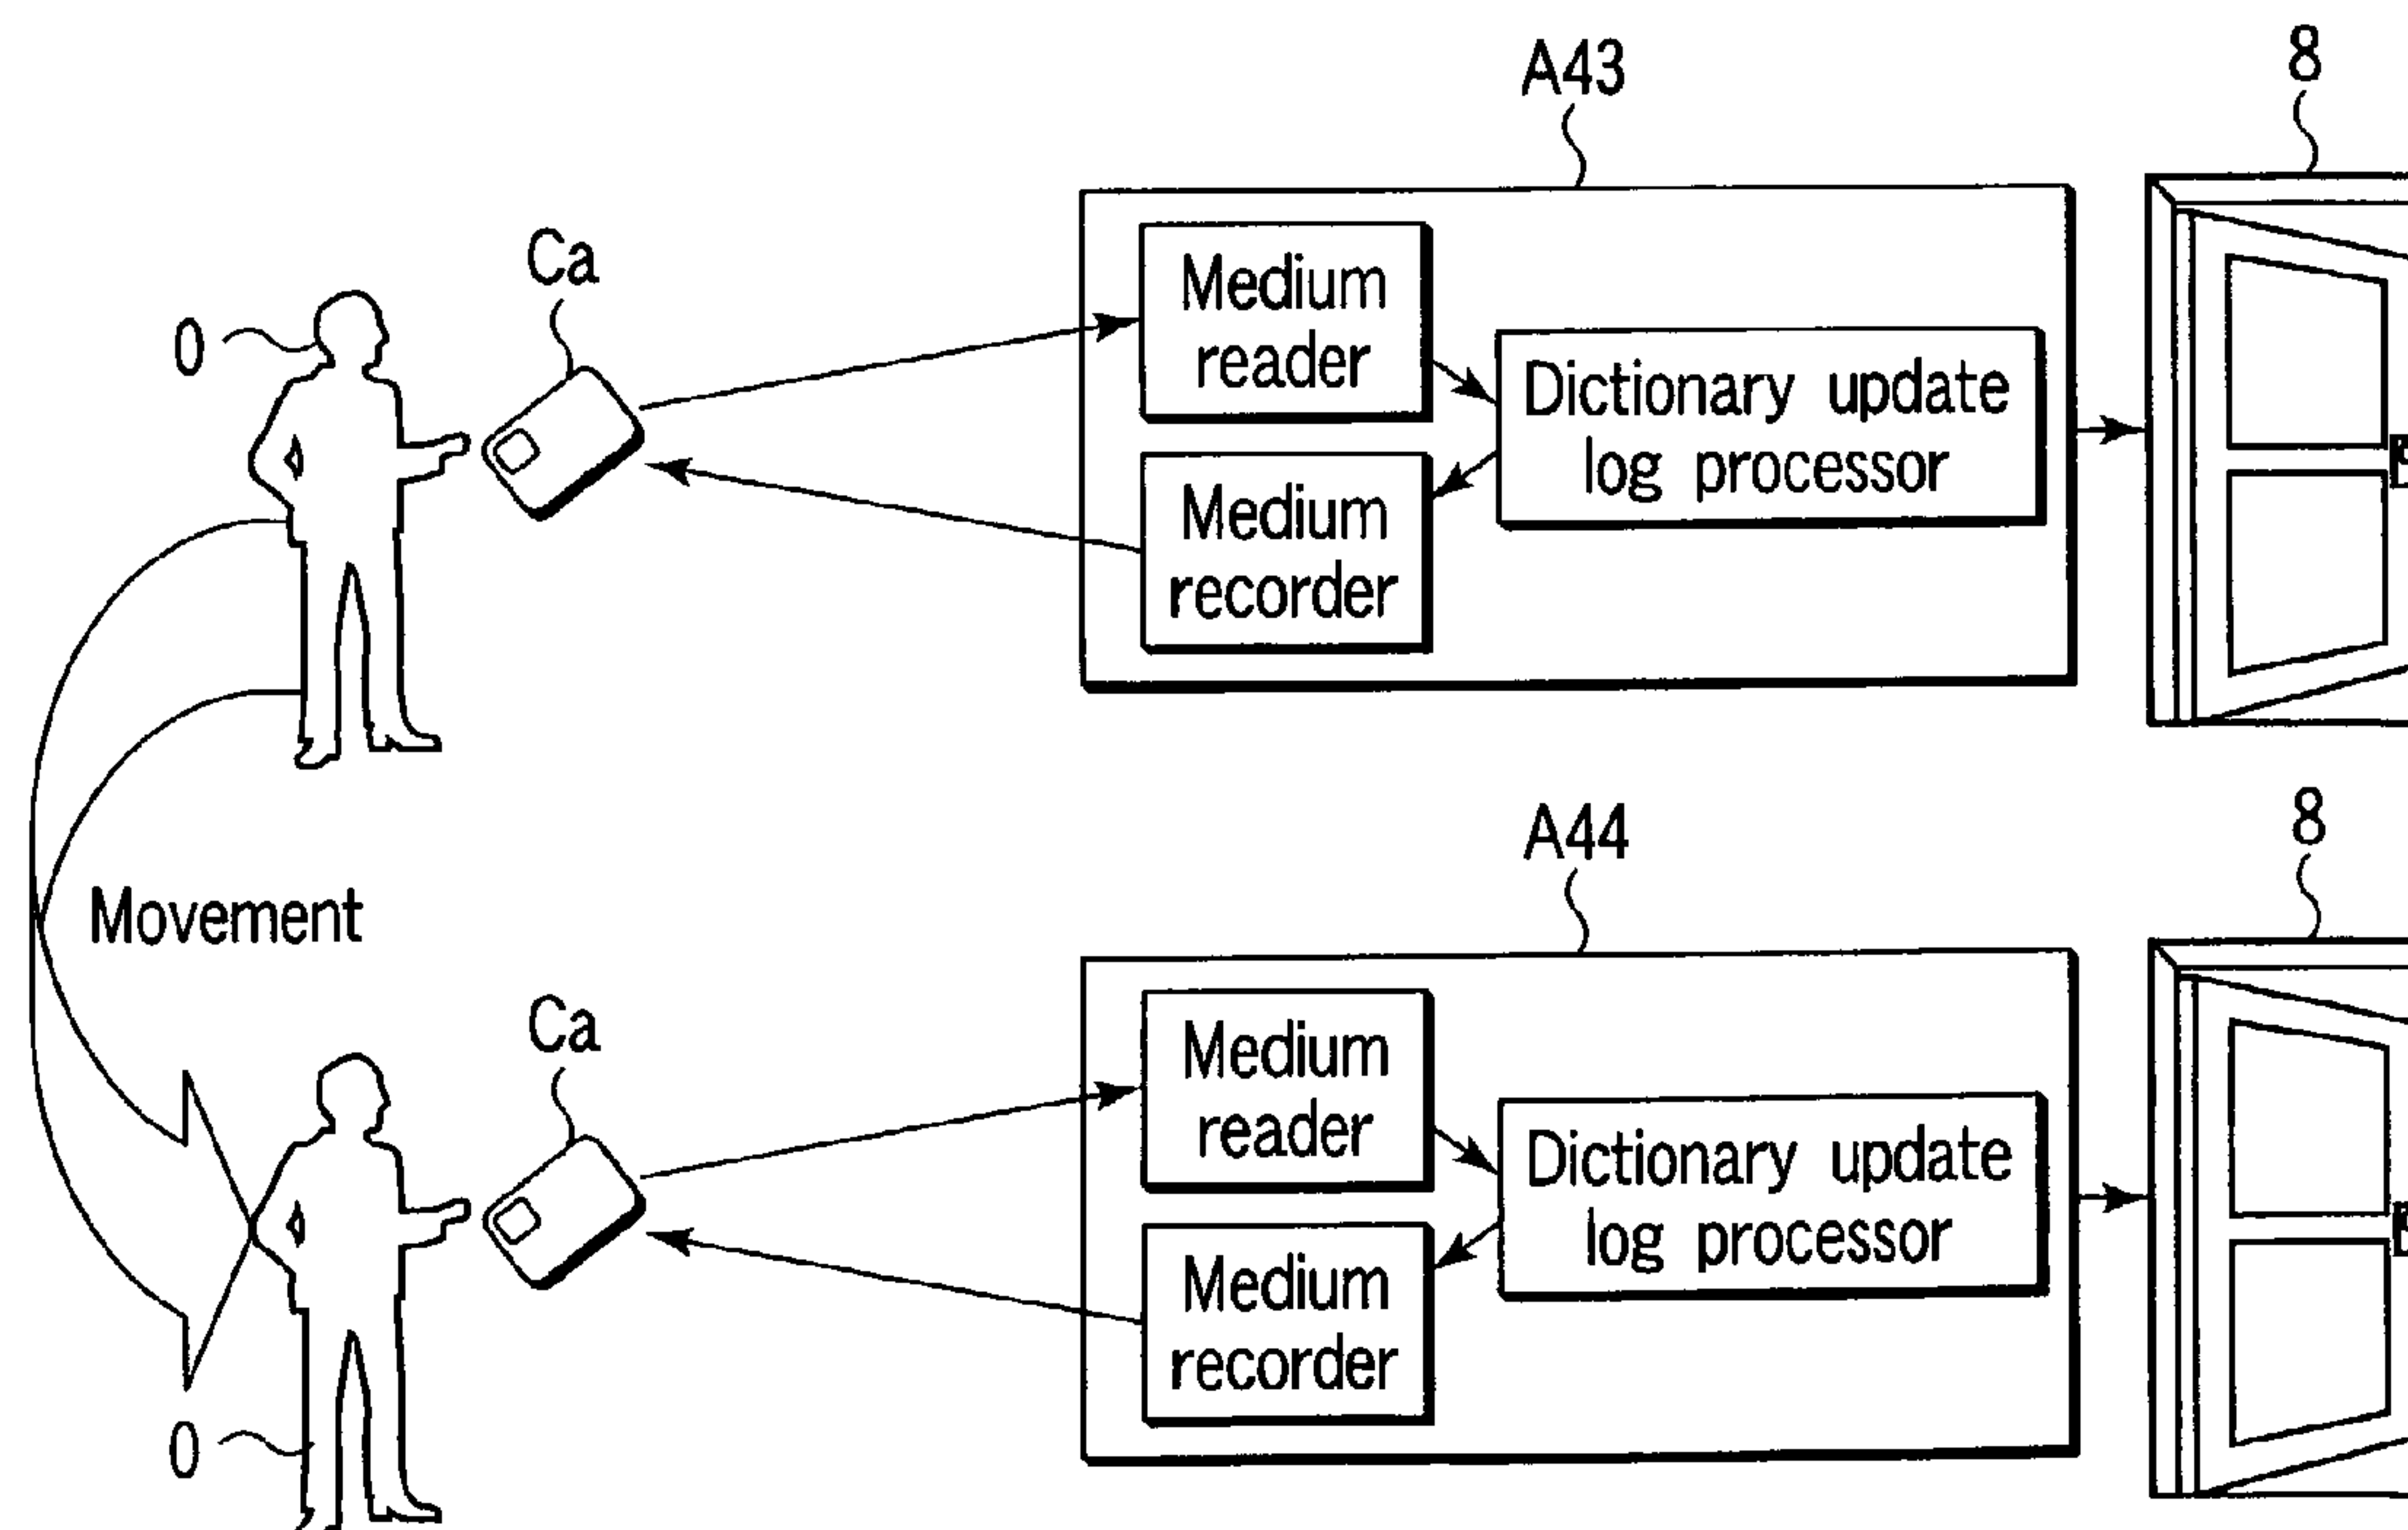 A43
8
Ca
0
Medium
reader
Dictionary update
log processor
Medium
recorder
Movement
A44
8
Ca
Medium
reader
Dictionary update
log processor
Medium
recorder
0